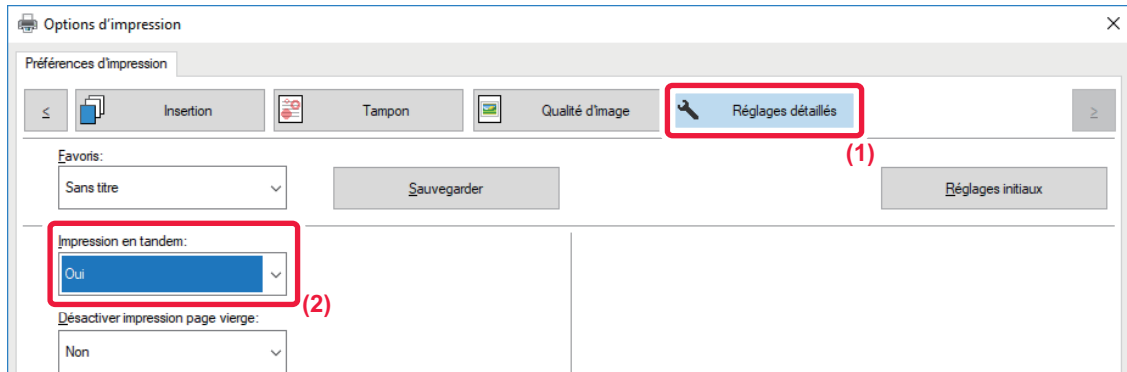 Options d'impression
Préférences d'impression
≤ Insertion Tampon Qualité d'image Réglages détaillés ≥
(1)
Favoris:
Sans titre Sauvegarder Réglages initiaux
Impression en tandem:
Oui
(2)
Désactiver impression page vierge:
Non